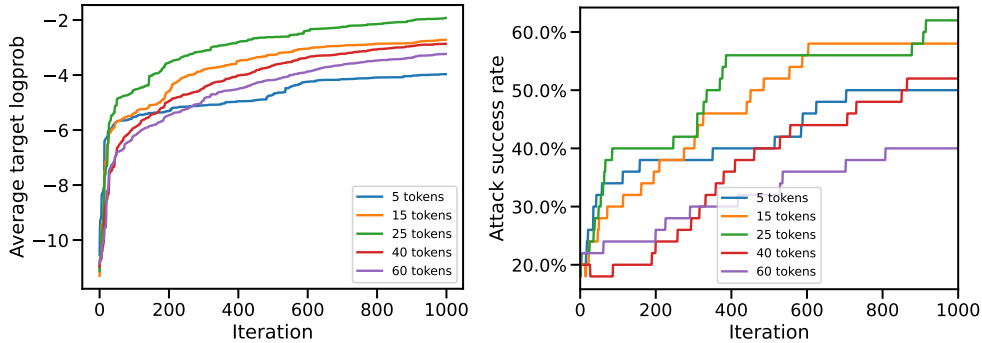 Average target logprob
−2
−4
−6
−8
−10
0
200
400
600
800
1000
Iteration
5 tokens
15 tokens
25 tokens
40 tokens
60 tokens
Attack success rate
60.0%
50.0%
40.0%
30.0%
20.0%
0
200
400
600
800
1000
Iteration
5 tokens
15 tokens
25 tokens
40 tokens
60 tokens